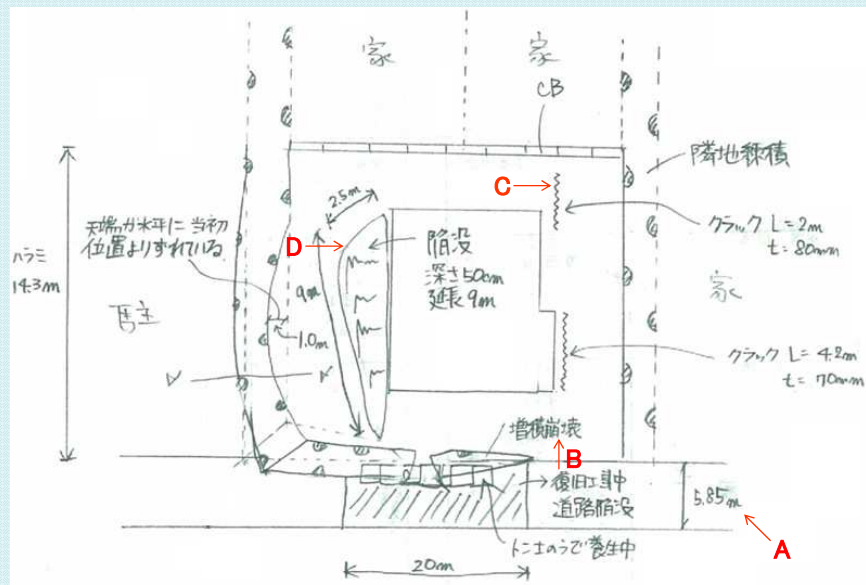 家
家
CB
隣地練積
C
2.5m
クラック L=2m
t=80mm
天端が水平に当初
位置よりずれている
D
陥没
深さ50cm
延長9m
9m
ハラミ
14.3m
家
1.0m
クラック L=4.2m
t=70mm
増積崩壊
B
復旧工事中
道路陥没
5.85m
トン土のうで養生中
A
20m